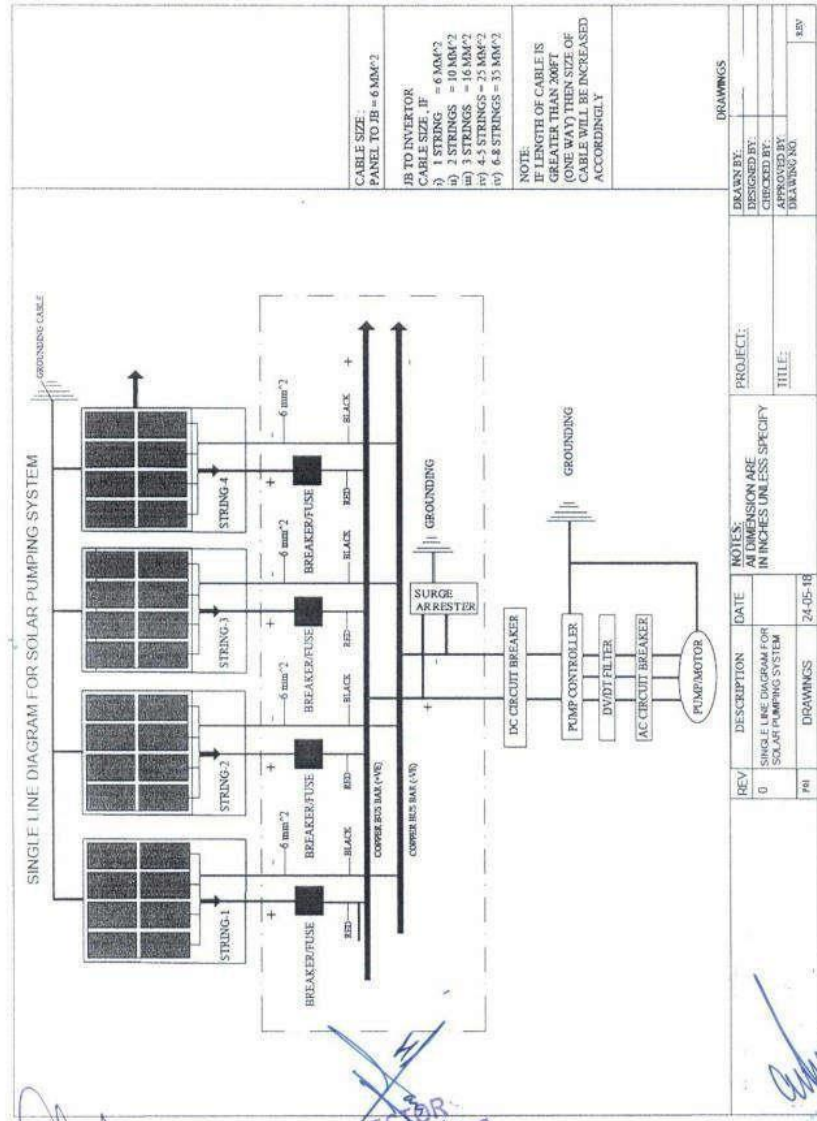 SINGLE LINE DIAGRAM FOR SOLAR PUMPING SYSTEM
GROUNDING CABLE
STRING-1
STRING-2
STRING-3
STRING-4
+
-
6 mm^2
+
-
6 mm^2
+
-
6 mm^2
+
-
6 mm^2
BREAKER/FUSE
BREAKER/FUSE
BREAKER/FUSE
BREAKER/FUSE
RED
BLACK
RED
BLACK
RED
BLACK
RED
BLACK
COPPER BUS BAR (+VE)
+
COPPER BUS BAR (-VE)
-
SURGE
ARRESTER
GROUNDING
+
-
DC CIRCUIT BREAKER
PUMP CONTROLLER
GROUNDING
DV/DT FILTER
AC CIRCUIT BREAKER
PUMP/MOTOR
CABLE SIZE :
PANEL TO JB = 6 MM^2
JB TO INVERTOR
CABLE SIZE , IF
i) 1 STRING = 6 MM^2
ii) 2 STRINGS = 10 MM^2
iii) 3 STRINGS = 16 MM^2
iv) 4-5 STRINGS = 25 MM^2
iv) 6-8 STRINGS = 35 MM^2
NOTE:
IF LENGTH OF CABLE IS
GREATER THAN 200FT
(ONE WAY) THEN SIZE OF
CABLE WILL BE INCREASED
ACCORDINGLY
DRAWINGS
REV
DESCRIPTION
DATE
0
SINGLE LINE DIAGRAM FOR
SOLAR PUMPING SYSTEM
P01
DRAWINGS
24-05-18
NOTES:
All DIMENSION ARE
IN INCHES UNLESS SPECIFY
PROJECT:
TITLE:
DRAWN BY:
DESIGNED BY:
CHECKED BY:
APPROVED BY:
DRAWING NO:
REV